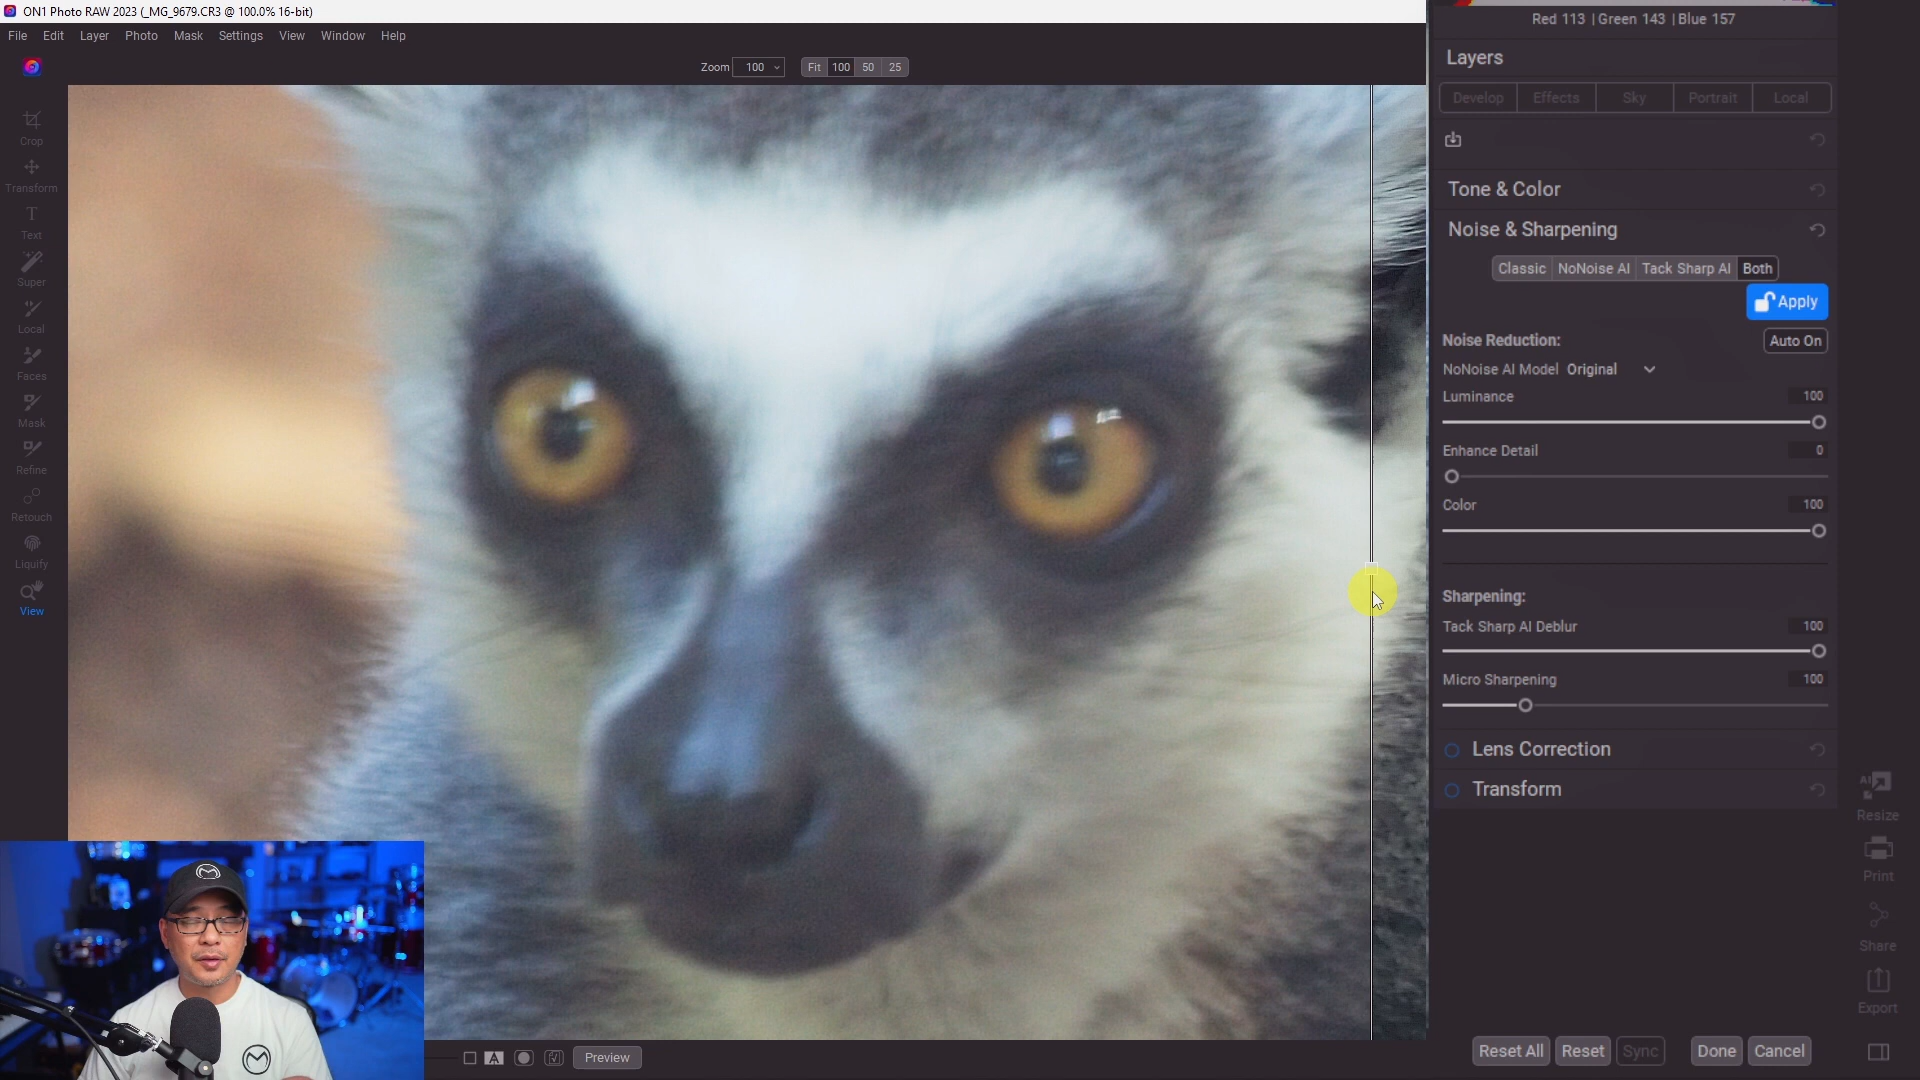 ON1 Photo RAW 2023 (_MG_9679.CR3 @ 100.0% 16-bit)
File Edit Layer Photo Mask Settings View Window Help
Zoom 100 Fit 100 50 25
Crop
Transform
T
Text
Super
Local
Faces
Mask
Refine
Retouch
Liquify
View
A
Preview
Red 113 | Green 143 | Blue 157
Layers
Develop Effects Sky Portrait Local
Tone & Color
Noise & Sharpening
Classic NoNoise AI Tack Sharp AI Both
Apply
Noise Reduction: Auto On
NoNoise AI Model Original
Luminance 100
Enhance Detail 0
Color 100
Sharpening:
Tack Sharp AI Deblur 100
Micro Sharpening 100
Lens Correction
Transform
AI
Resize
Print
Share
Export
Reset All Reset Sync Done Cancel